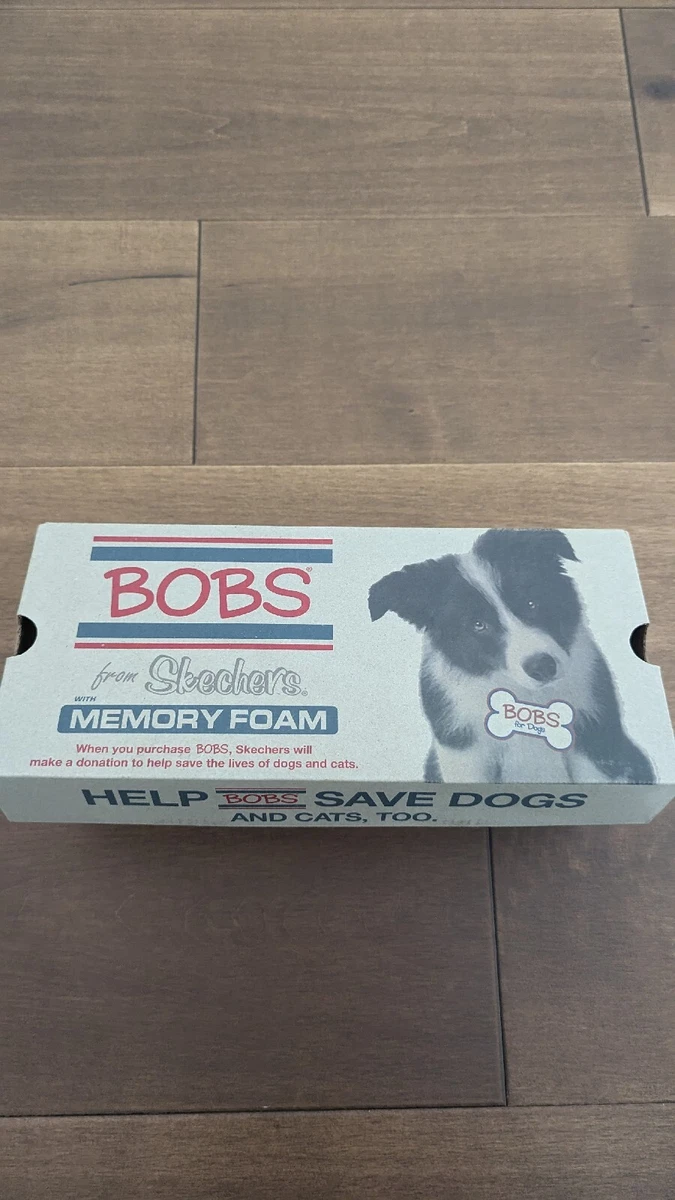 BOBS®
from Skechers®
WITH
MEMORY FOAM
When you purchase BOBS, Skechers will
make a donation to help save the lives of dogs and cats.
BOBS
for Dogs
HELP BOBS SAVE DOGS
AND CATS, TOO.